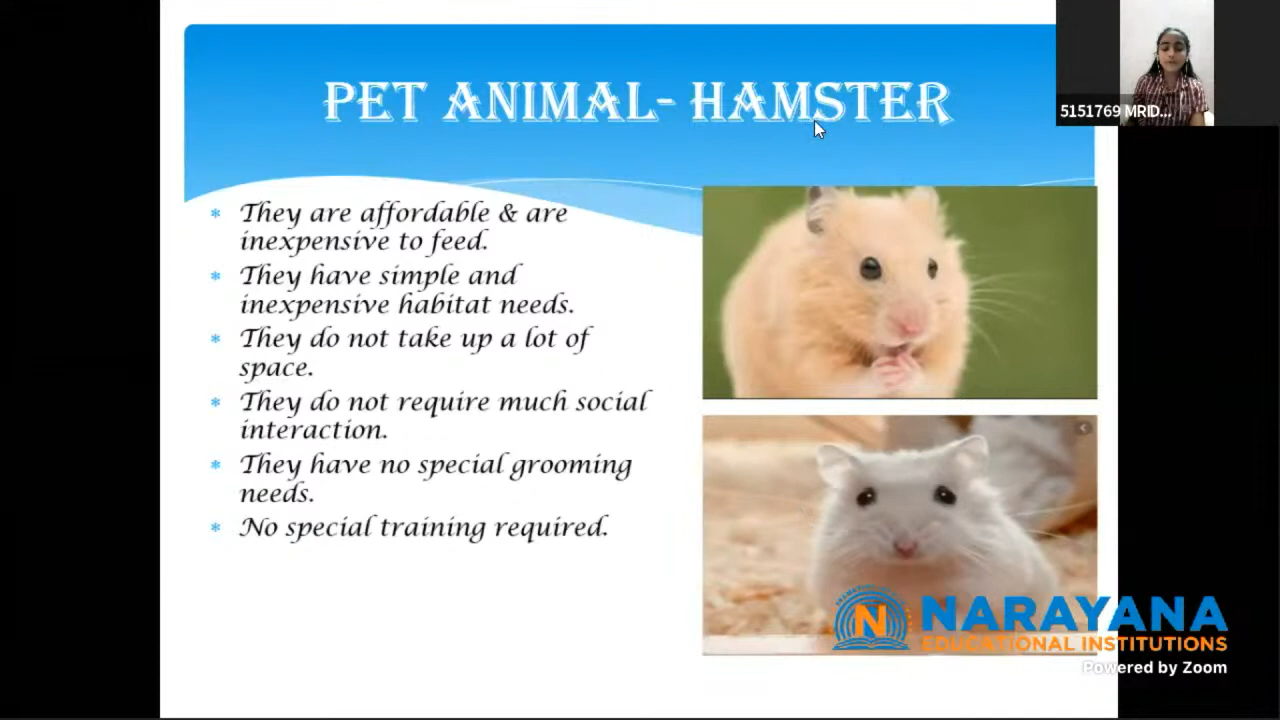 PET ANIMAL- HAMSTER
5151769 MRID...
* They are affordable & are
inexpensive to feed.
* They have simple and
inexpensive habitat needs.
* They do not take up a lot of
space.
* They do not require much social
interaction.
* They have no special grooming
needs.
* No special training required.
N
NARAYANA
EDUCATIONAL INSTITUTIONS
Powered by Zoom